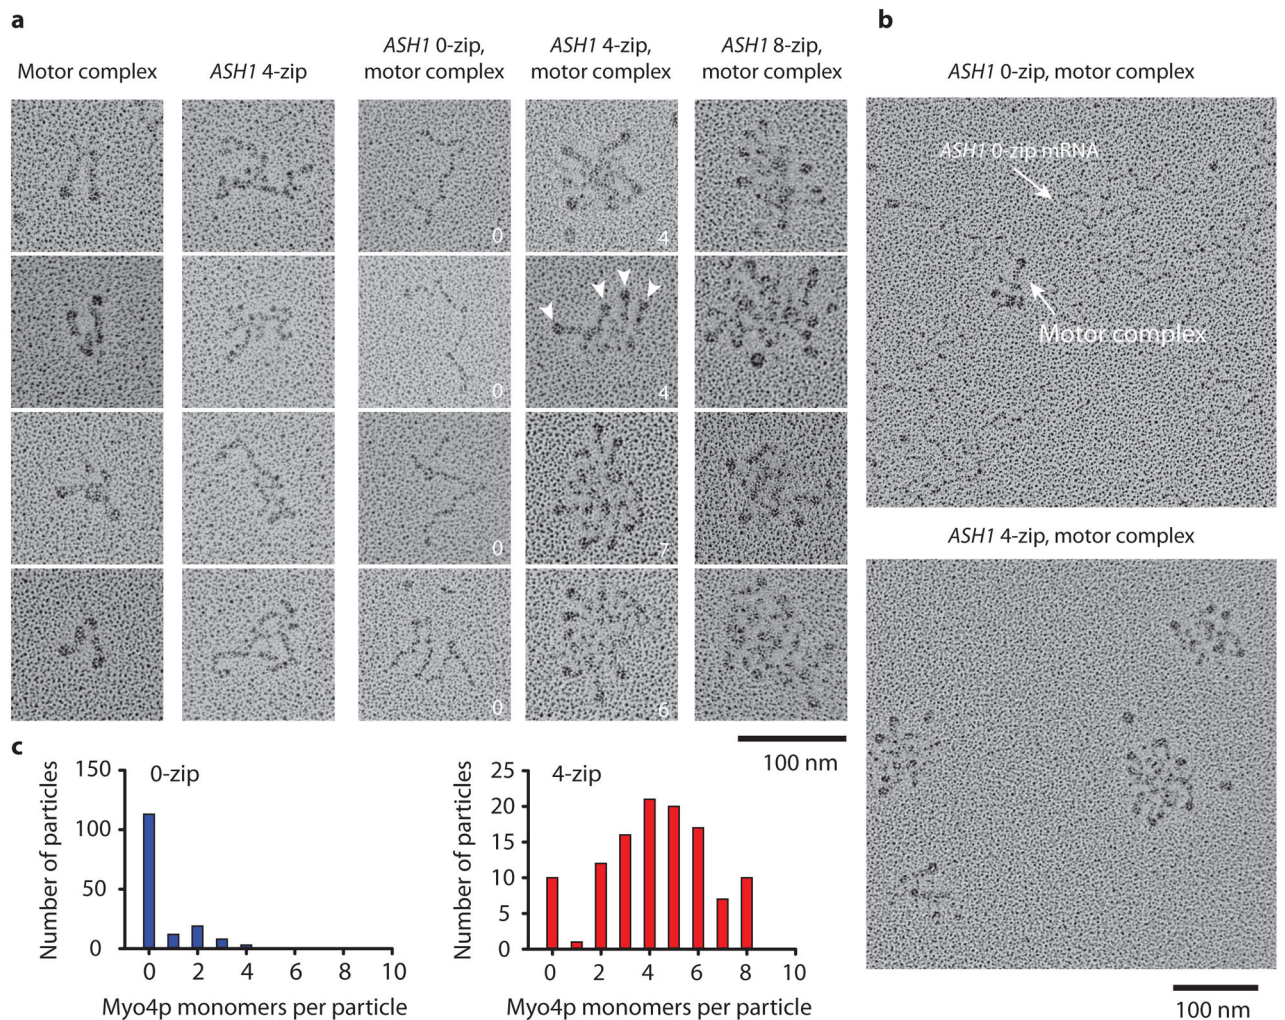 a
Motor complex
ASH1 4-zip
ASH1 0-zip,
motor complex
ASH1 4-zip,
motor complex
ASH1 8-zip,
motor complex
0
4
0
4
0
7
0
6
100 nm
b
ASH1 0-zip, motor complex
ASH1 0-zip mRNA
Motor complex
ASH1 4-zip, motor complex
100 nm
c
Number of particles
150
100
50
0
0-zip
0 2 4 6 8 10
Myo4p monomers per particle
Number of particles
25
20
15
10
5
0
4-zip
0 2 4 6 8 10
Myo4p monomers per particle